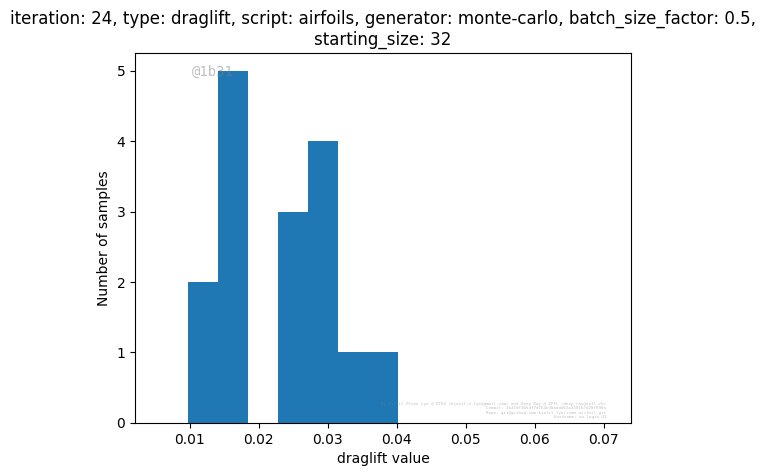 iteration: 24, type: draglift, script: airfoils, generator: monte-carlo, batch_size_factor: 0.5,
starting_size: 32
@1b31
5
4
3
2
1
0
Number of samples
0.01 0.02 0.03 0.04 0.05 0.06 0.07
draglift value